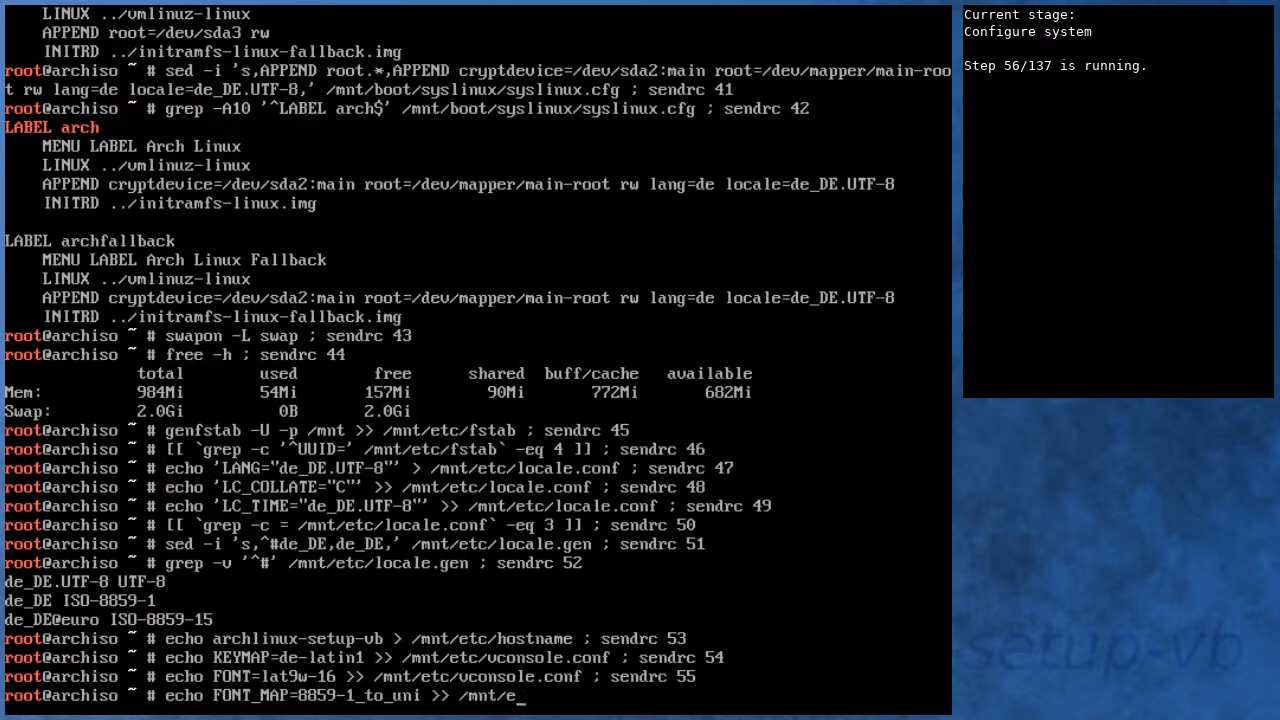 LINUX ../vmlinuz-linux
APPEND root=/dev/sda3 rw
INITRD ../initramfs-linux-fallback.img
root@archiso ~ # sed -i 's,APPEND root.*,APPEND cryptdevice=/dev/sda2:main root=/dev/mapper/main-roo
t rw lang=de locale=de_DE.UTF-8,' /mnt/boot/syslinux/syslinux.cfg ; sendrc 41
root@archiso ~ # grep -A10 '^LABEL arch$' /mnt/boot/syslinux/syslinux.cfg ; sendrc 42
LABEL arch
MENU LABEL Arch Linux
LINUX ../vmlinuz-linux
APPEND cryptdevice=/dev/sda2:main root=/dev/mapper/main-root rw lang=de locale=de_DE.UTF-8
INITRD ../initramfs-linux.img
LABEL archfallback
MENU LABEL Arch Linux Fallback
LINUX ../vmlinuz-linux
APPEND cryptdevice=/dev/sda2:main root=/dev/mapper/main-root rw lang=de locale=de_DE.UTF-8
INITRD ../initramfs-linux-fallback.img
root@archiso ~ # swapon -L swap ; sendrc 43
root@archiso ~ # free -h ; sendrc 44
total used free shared buff/cache available
Mem: 984Mi 54Mi 157Mi 90Mi 772Mi 682Mi
Swap: 2.0Gi 0B 2.0Gi
root@archiso ~ # genfstab -U -p /mnt >> /mnt/etc/fstab ; sendrc 45
root@archiso ~ # [[ `grep -c '^UUID=' /mnt/etc/fstab` -eq 4 ]] ; sendrc 46
root@archiso ~ # echo 'LANG="de_DE.UTF-8"' > /mnt/etc/locale.conf ; sendrc 47
root@archiso ~ # echo 'LC_COLLATE="C"' >> /mnt/etc/locale.conf ; sendrc 48
root@archiso ~ # echo 'LC_TIME="de_DE.UTF-8"' >> /mnt/etc/locale.conf ; sendrc 49
root@archiso ~ # [[ `grep -c = /mnt/etc/locale.conf` -eq 3 ]] ; sendrc 50
root@archiso ~ # sed -i 's,^#de_DE,de_DE,' /mnt/etc/locale.gen ; sendrc 51
root@archiso ~ # grep -v '^#' /mnt/etc/locale.gen ; sendrc 52
de_DE.UTF-8 UTF-8
de_DE ISO-8859-1
de_DE@euro ISO-8859-15
root@archiso ~ # echo archlinux-setup-vb > /mnt/etc/hostname ; sendrc 53
root@archiso ~ # echo KEYMAP=de-latin1 >> /mnt/etc/vconsole.conf ; sendrc 54
root@archiso ~ # echo FONT=lat9w-16 >> /mnt/etc/vconsole.conf ; sendrc 55
root@archiso ~ # echo FONT_MAP=8859-1_to_uni >> /mnt/e_
Current stage:
Configure system
Step 56/137 is running.
setup-vb